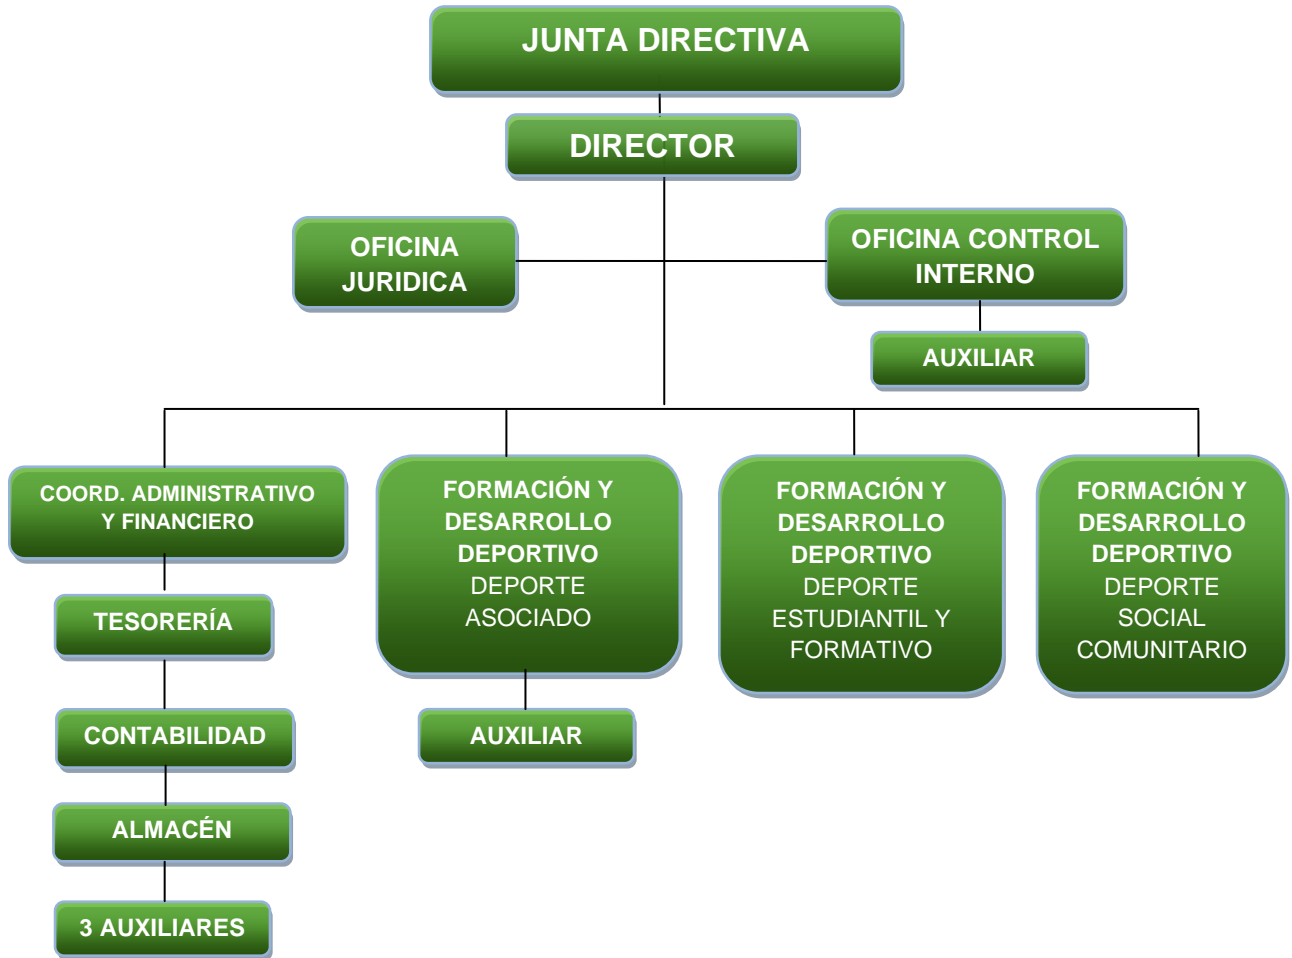 JUNTA DIRECTIVA
DIRECTOR
OFICINA
JURIDICA
OFICINA CONTROL
INTERNO
AUXILIAR
COORD. ADMINISTRATIVO
Y FINANCIERO
FORMACIÓN Y
DESARROLLO
DEPORTIVO
DEPORTE
ASOCIADO
FORMACIÓN Y
DESARROLLO
DEPORTIVO
DEPORTE
ESTUDIANTIL Y
FORMATIVO
FORMACIÓN Y
DESARROLLO
DEPORTIVO
DEPORTE
SOCIAL
COMUNITARIO
TESORERÍA
CONTABILIDAD
AUXILIAR
ALMACÉN
3 AUXILIARES